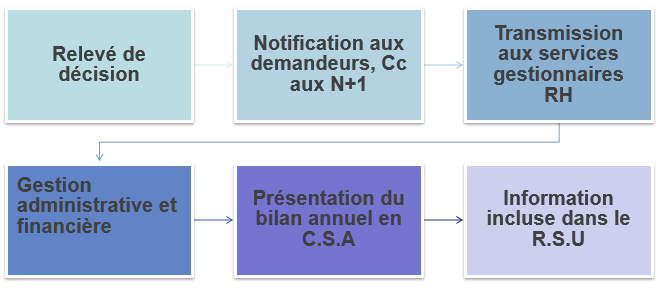 Relevé de
décision
Notification aux
demandeurs, Cc
aux N+1
Transmission
aux services
gestionnaires
RH
Gestion
administrative et
financière
Présentation du
bilan annuel en
C.S.A
Information
incluse dans le
R.S.U